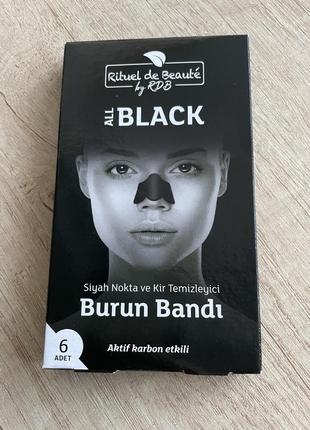 Rituel de Beauté
by RDB
ALL BLACK
Siyah Nokta ve Kir Temizleyici
Burun Bandı
6
ADET
Aktif karbon etkili